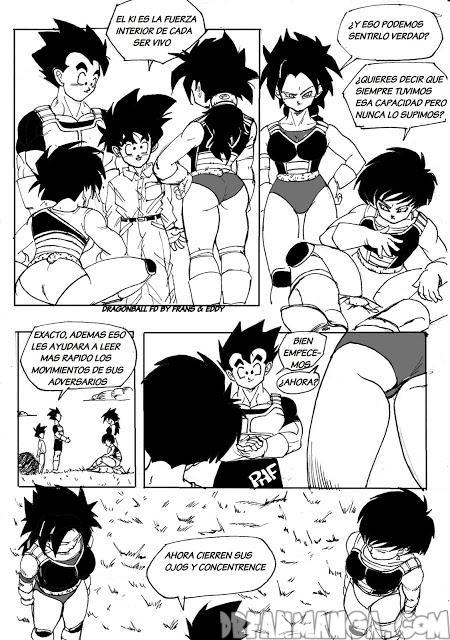 EL KI ES LA FUERZA
INTERIOR DE CADA
SER VIVO
¿Y ESO PODEMOS
SENTIRLO VERDAD?
¿QUIERES DECIR QUE
SIEMPRE TUVIMOS
ESA CAPACIDAD PERO
NUNCA LO SUPIMOS?
DRAGONBALL FD BY FRANS & EDDY
EXACTO, ADEMAS ESO
LES AYUDARA A LEER
MAS RAPIDO LOS
MOVIMIENTOS DE SUS
ADVERSARIOS
BIEN
EMPECE-
MOS
¿AHORA?
PAF
AHORA CIERREN SUS
OJOS Y CONCENTRENCE
DREALMANGA.COM